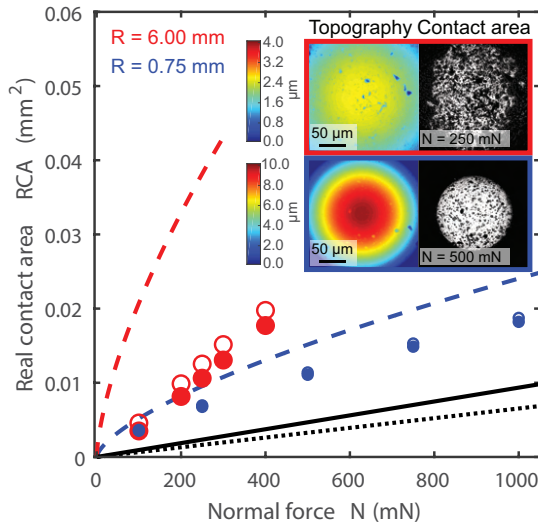 R = 6.00 mm
R = 0.75 mm
Topography Contact area
4.0
3.2
2.4
1.6
0.8
0.0
µm
50 µm
N = 250 mN
10.0
8.0
6.0
4.0
2.0
0.0
µm
50 µm
N = 500 mN
0.06
0.05
0.04
0.03
0.02
0.01
0
Real contact area RCA (mm²)
0
200
400
600
800
1000
Normal force N (mN)